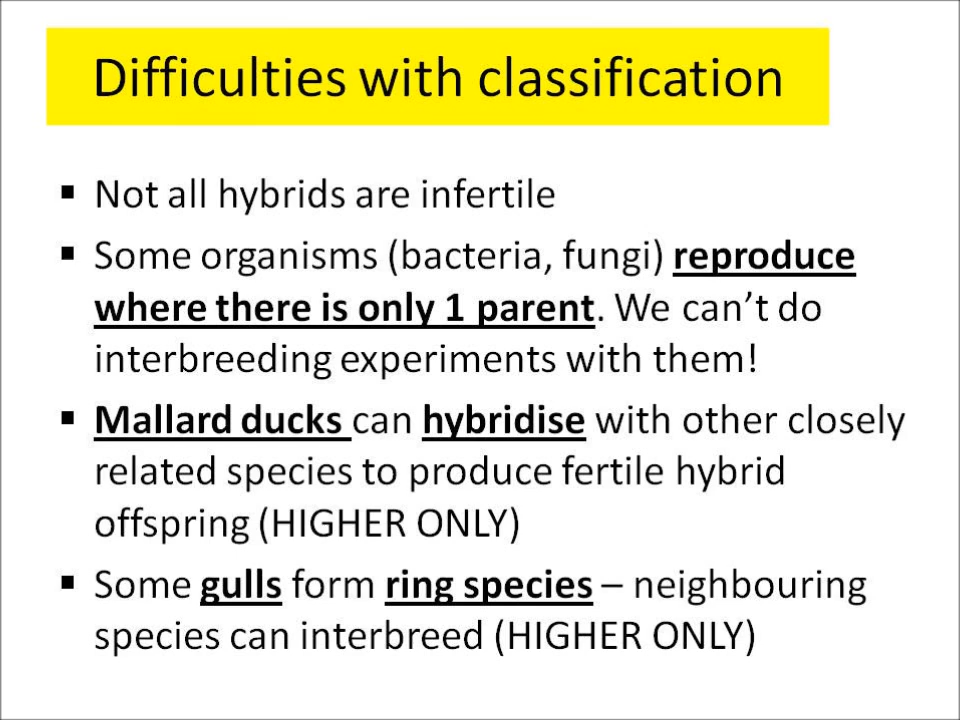 Difficulties with classification
▪ Not all hybrids are infertile
▪ Some organisms (bacteria, fungi) reproduce
where there is only 1 parent. We can’t do
interbreeding experiments with them!
▪ Mallard ducks can hybridise with other closely
related species to produce fertile hybrid
offspring (HIGHER ONLY)
▪ Some gulls form ring species – neighbouring
species can interbreed (HIGHER ONLY)